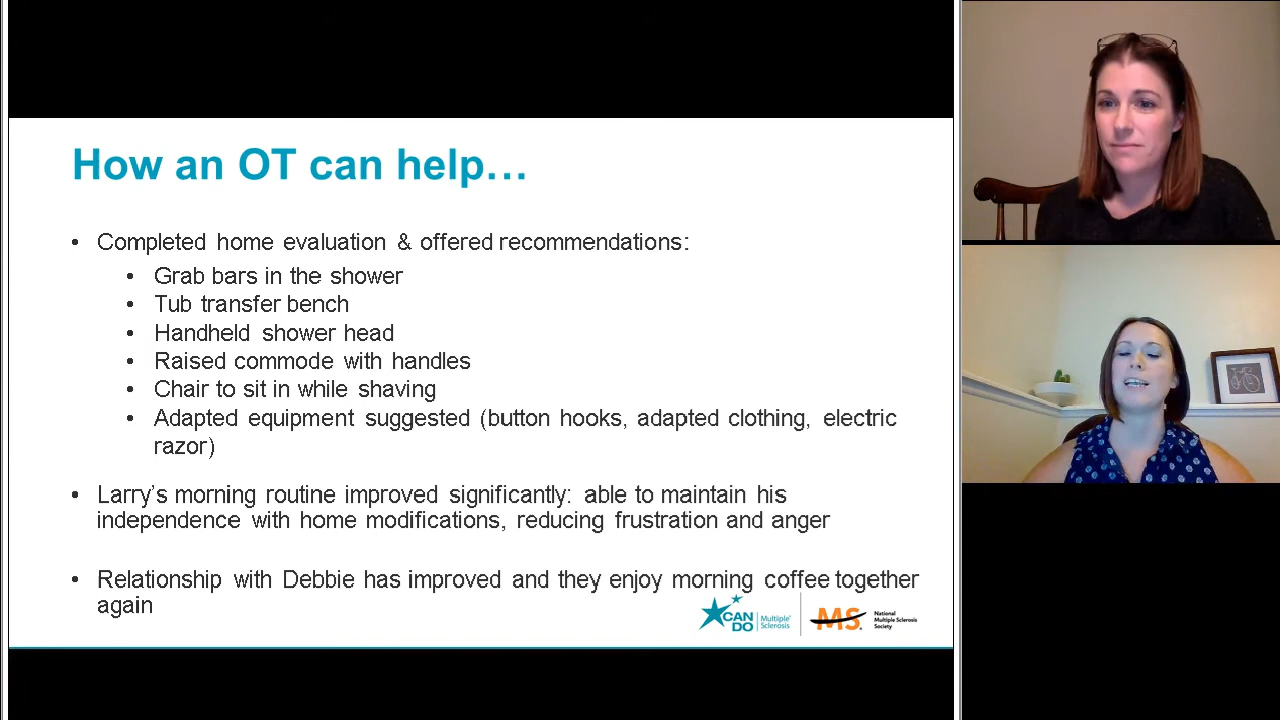 How an OT can help…
• Completed home evaluation & offered recommendations:
• Grab bars in the shower
• Tub transfer bench
• Handheld shower head
• Raised commode with handles
• Chair to sit in while shaving
• Adapted equipment suggested (button hooks, adapted clothing, electric
razor)
• Larry's morning routine improved significantly: able to maintain his
independence with home modifications, reducing frustration and anger
• Relationship with Debbie has improved and they enjoy morning coffee together
again
CAN DO Multiple Sclerosis
MS National Multiple Sclerosis Society